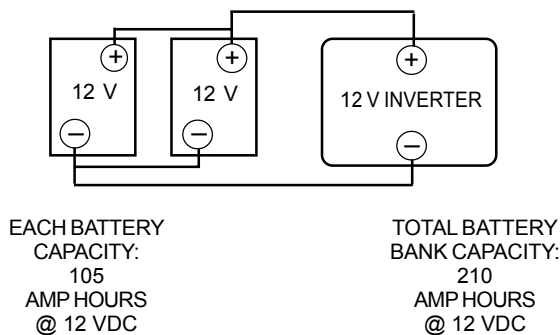 +
+
+
12 V
12 V
12 V INVERTER
−
−
−
EACH BATTERY
CAPACITY:
105
AMP HOURS
@ 12 VDC
TOTAL BATTERY
BANK CAPACITY:
210
AMP HOURS
@ 12 VDC